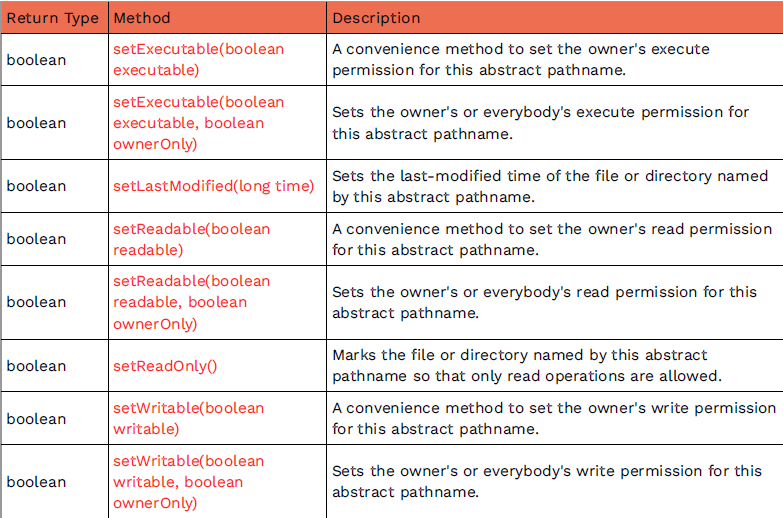 Return Type Method Description
boolean
setExecutable(boolean
executable)
A convenience method to set the owner's execute
permission for this abstract pathname.
boolean
setExecutable(boolean
executable, boolean
ownerOnly)
Sets the owner's or everybody's execute permission for
this abstract pathname.
boolean
setLastModified(long time)
Sets the last-modified time of the file or directory named
by this abstract pathname.
boolean
setReadable(boolean
readable)
A convenience method to set the owner's read permission
for this abstract pathname.
boolean
setReadable(boolean
readable, boolean
ownerOnly)
Sets the owner's or everybody's read permission for this
abstract pathname.
boolean
setReadOnly()
Marks the file or directory named by this abstract
pathname so that only read operations are allowed.
boolean
setWritable(boolean
writable)
A convenience method to set the owner's write permission
for this abstract pathname.
boolean
setWritable(boolean
writable, boolean
ownerOnly)
Sets the owner's or everybody's write permission for this
abstract pathname.